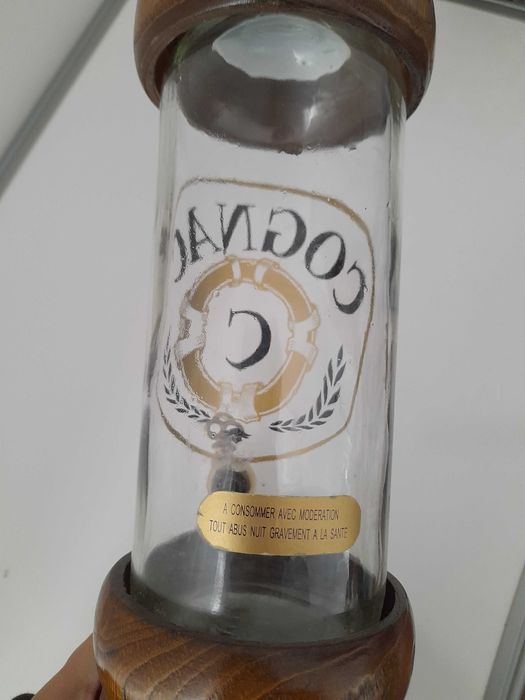 COGNAC
C
A CONSOMMER AVEC MODERATION
TOUT ABUS NUIT GRAVEMENT A LA SANTE